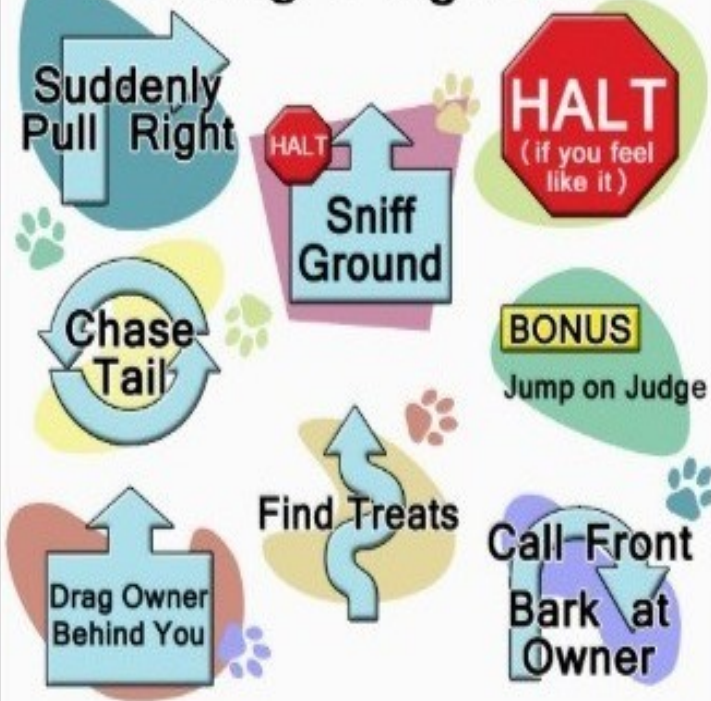 Suddenly
Pull Right
HALT
(if you feel
like it)
HALT
Sniff
Ground
Chase
Tail
BONUS
Jump on Judge
Find Treats
Drag Owner
Behind You
Call Front
Bark at
Owner